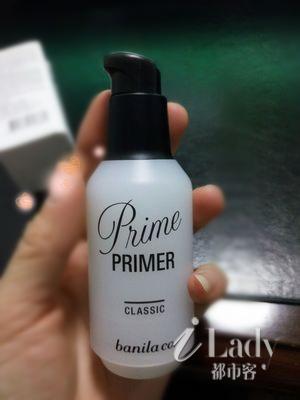 Prime
PRIMER
CLASSIC
banila co.
iLady
都市客